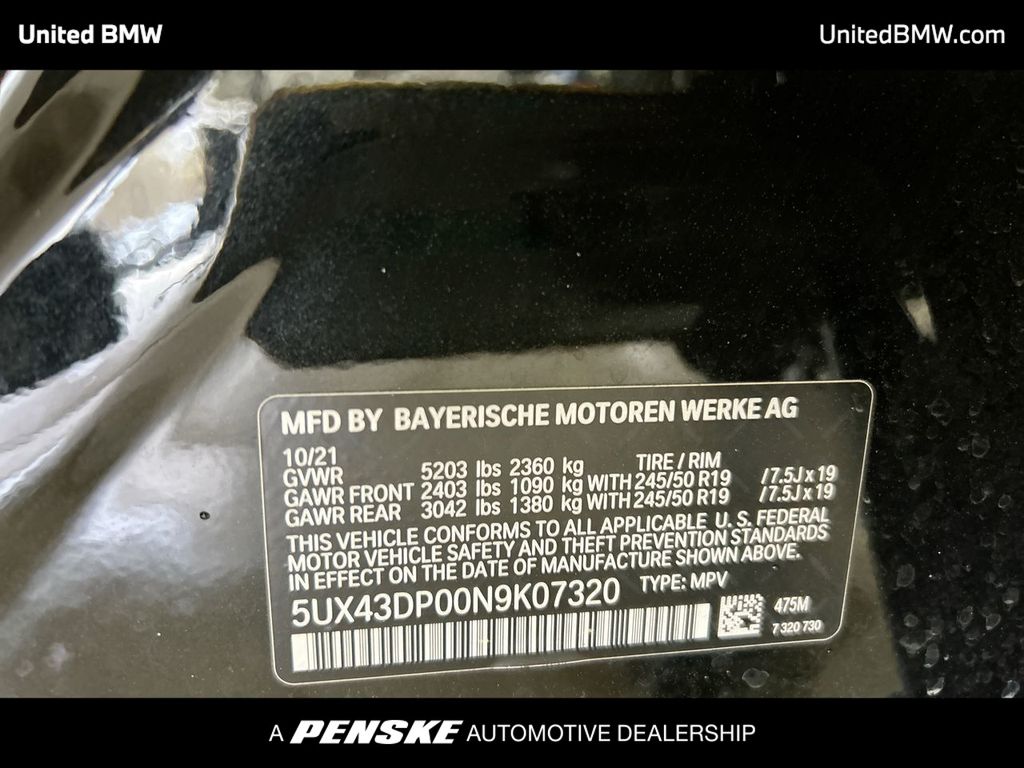 United BMW
UnitedBMW.com
MFD BY BAYERISCHE MOTOREN WERKE AG
10/21
GVWR 5203 lbs 2360 kg TIRE / RIM
GAWR FRONT 2403 lbs 1090 kg WITH 245/50 R19 /7.5J x 19
GAWR REAR 3042 lbs 1380 kg WITH 245/50 R19 /7.5J x 19
THIS VEHICLE CONFORMS TO ALL APPLICABLE U. S. FEDERAL
MOTOR VEHICLE SAFETY AND THEFT PREVENTION STANDARDS
IN EFFECT ON THE DATE OF MANUFACTURE SHOWN ABOVE.
5UX43DP00N9K07320 TYPE: MPV
475M
7 320 730
A PENSKE AUTOMOTIVE DEALERSHIP